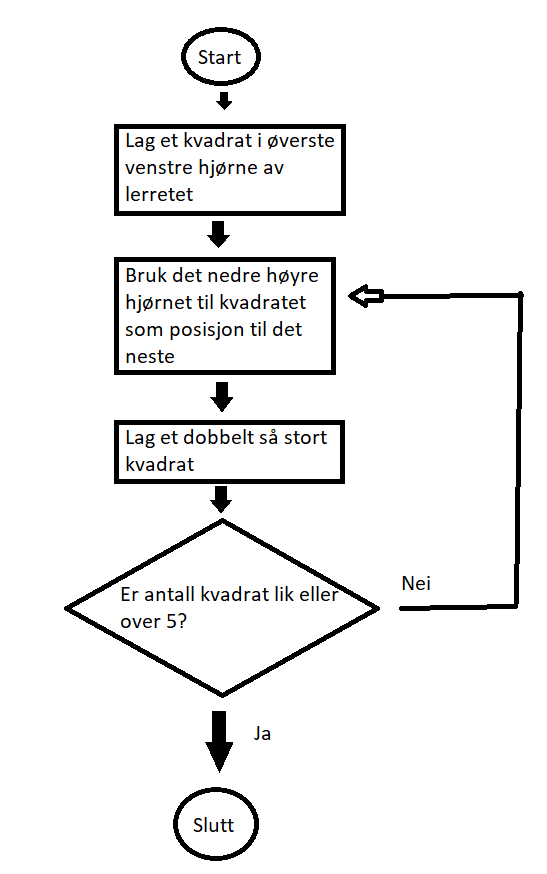 Start
Lag et kvadrat i øverste
venstre hjørne av
lerretet
Bruk det nedre høyre
hjørnet til kvadratet
som posisjon til det
neste
Lag et dobbelt så stort
kvadrat
Er antall kvadrat lik eller
over 5?
Nei
Ja
Slutt